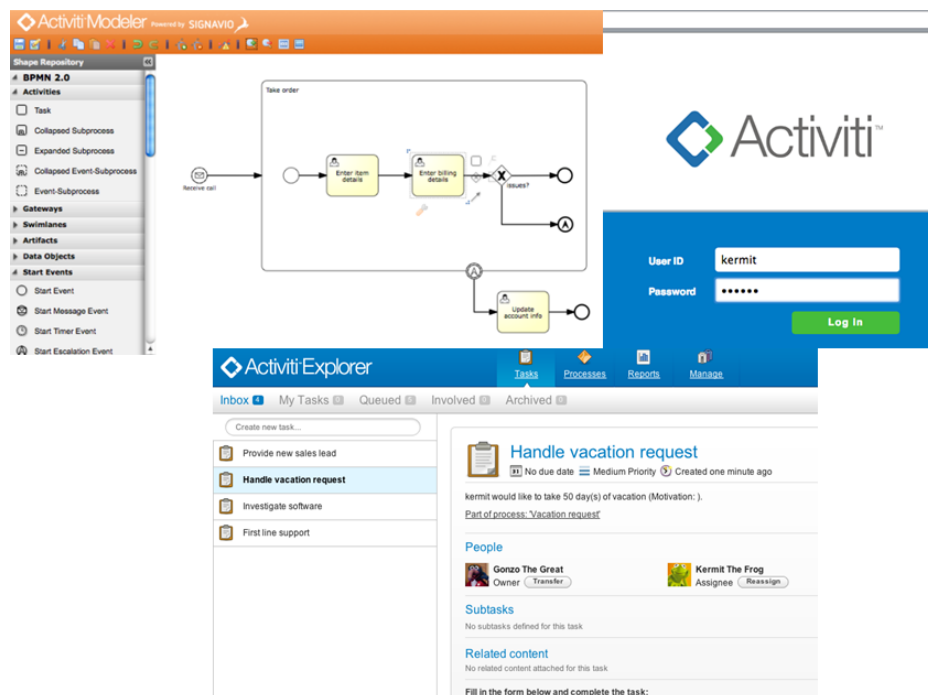 Activiti Modeler Powered by SIGNAVIO
Shape Repository
BPMN 2.0
Activities
Task
Collapsed Subprocess
Expanded Subprocess
Collapsed Event-Subprocess
Event-Subprocess
Gateways
Swimlanes
Artifacts
Data Objects
Start Events
Start Event
Start Message Event
Start Timer Event
Start Escalation Event
Take order
Receive call
Enter item
details
Enter billing
details
X
issues?
A
A
Update
account info
Activiti™
User ID
kermit
Password
••••••
Log in
Activiti Explorer
Tasks
Processes
Reports
Manage
Inbox 4
My Tasks 0
Queued
Involved 0
Archived 0
Create new task...
Provide new sales lead
Handle vacation request
Investigate software
First line support
Handle vacation request
31 No due date Medium Priority Created one minute ago
kermit would like to take 50 day(s) of vacation (Motivation: ).
Part of process: 'Vacation request'
People
Gonzo The Great
Owner Transfer
Kermit The Frog
Assignee Reassign
Subtasks
No subtasks defined for this task
Related content
No related content attached for this task
Fill in the form below and complete the task: